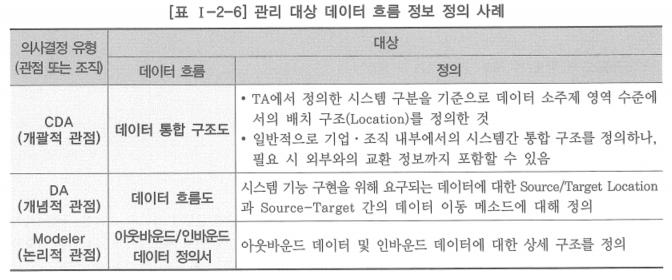 [표 Ⅰ-2-6] 관리 대상 데이터 흐름 정보 정의 사례
의사결정 유형
(관점 또는 조직)
대상
데이터 흐름
정의
CDA
(개괄적 관점)
데이터 통합 구조도
• TA에서 정의한 시스템 구분을 기준으로 데이터 소주제 영역 수준에
서의 배치 구조(Location)를 정의한 것
• 일반적으로 기업·조직 내부에서의 시스템간 통합 구조를 정의하나,
필요 시 외부와의 교환 정보까지 포함할 수 있음
DA
(개념적 관점)
데이터 흐름도
시스템 기능 구현을 위해 요구되는 데이터에 대한 Source/Target Location
과 Source-Target 간의 데이터 이동 메소드에 대해 정의
Modeler
(논리적 관점)
아웃바운드/인바운드
데이터 정의서
아웃바운드 데이터 및 인바운드 데이터에 대한 상세 구조를 정의